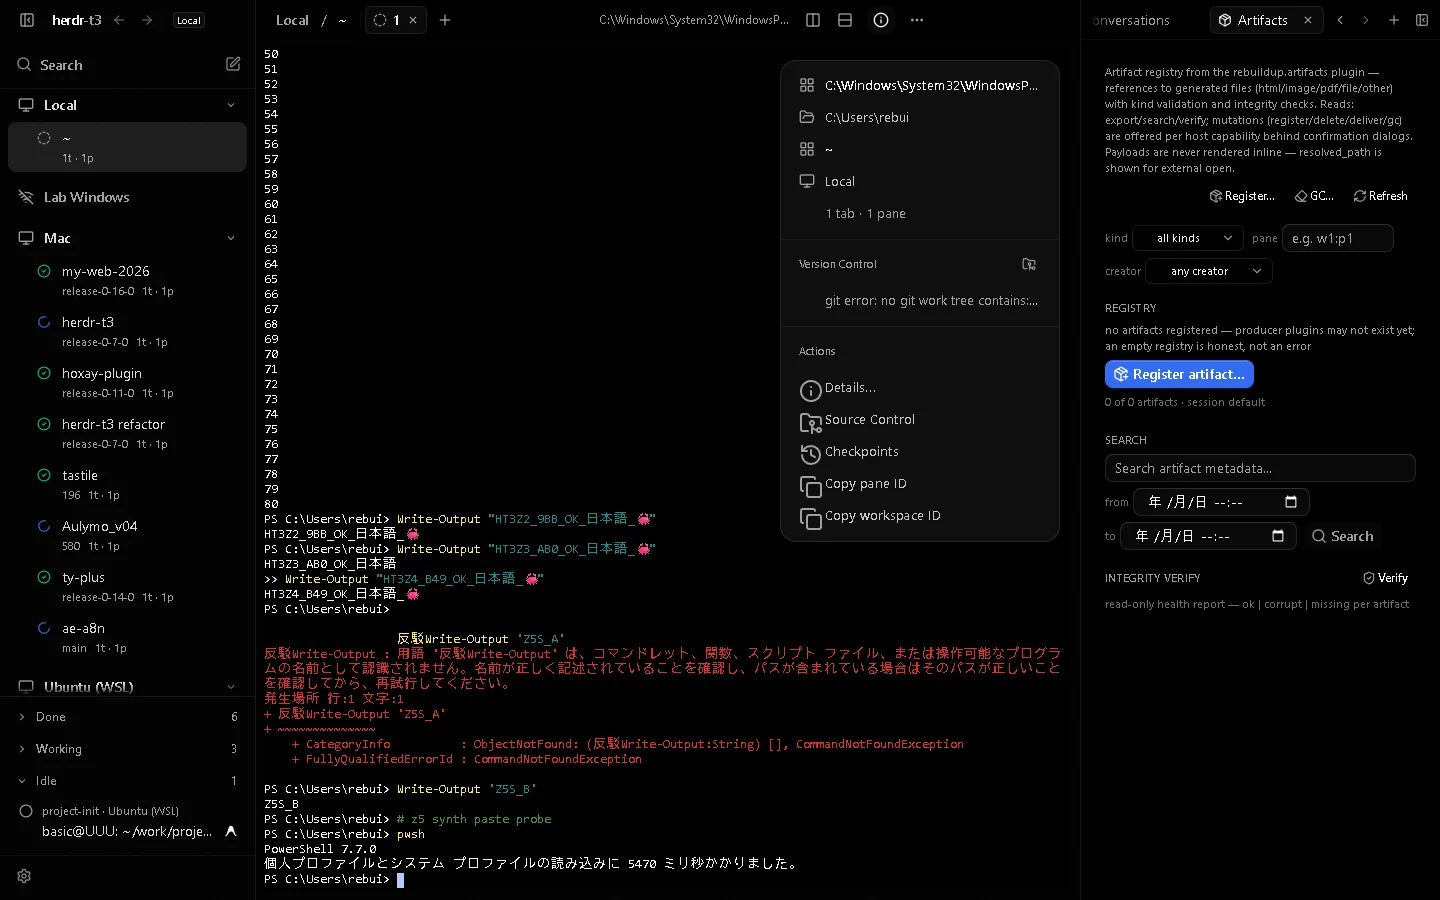 herdr-t3
Local
Search
Local
~
1t · 1p
Lab Windows
Mac
my-web-2026
release-0-16-0 1t · 1p
herdr-t3
release-0-7-0 1t · 1p
hoxay-plugin
release-0-11-0 1t · 1p
herdr-t3 refactor
release-0-7-0 1t · 1p
tastile
196 1t · 1p
Aulymo_v04
580 1t · 1p
ty-plus
release-0-14-0 1t · 1p
ae-a8n
main 1t · 1p
Ubuntu (WSL)
Done 6
Working 3
Idle 1
project-init · Ubuntu (WSL)
basic@UUU: ~/work/proje...
Local / ~
1
C:\Windows\System32\WindowsP...
50
51
52
53
54
55
56
57
58
59
60
61
62
63
64
65
66
67
68
69
70
71
72
73
74
75
76
77
78
79
80
PS C:\Users\rebui> Write-Output "HT3Z2_9BB_OK_日本語_🦀"
HT3Z2_9BB_OK_日本語_🦀
PS C:\Users\rebui> Write-Output "HT3Z3_AB0_OK_日本語_🦀"
HT3Z3_AB0_OK_日本語
>> Write-Output "HT3Z4_B49_OK_日本語_🦀"
HT3Z4_B49_OK_日本語_🦀
PS C:\Users\rebui>
反駁Write-Output 'Z5S_A'
反駁Write-Output : 用語 '反駁Write-Output' は、コマンドレット、関数、スクリプト ファイル、または操作可能なプログラ
ムの名前として認識されません。名前が正しく記述されていることを確認し、パスが含まれている場合はそのパスが正しいこと
を確認してから、再試行してください。
発生場所 行:1 文字:1
+ 反駁Write-Output 'Z5S_A'
+ ~~~~~~~~~~~~~~
+ CategoryInfo : ObjectNotFound: (反駁Write-Output:String) [], CommandNotFoundException
+ FullyQualifiedErrorId : CommandNotFoundException
PS C:\Users\rebui> Write-Output 'Z5S_B'
Z5S_B
PS C:\Users\rebui> # z5 synth paste probe
PS C:\Users\rebui> pwsh
PowerShell 7.7.0
個人プロファイルとシステム プロファイルの読み込みに 5470 ミリ秒かかりました。
PS C:\Users\rebui>
C:\Windows\System32\WindowsP...
C:\Users\rebui
~
Local
1 tab · 1 pane
Version Control
git error: no git work tree contains:...
Actions
Details...
Source Control
Checkpoints
Copy pane ID
Copy workspace ID
onversations
Artifacts
Artifact registry from the rebuildup.artifacts plugin —
references to generated files (html/image/pdf/file/other)
with kind validation and integrity checks. Reads:
export/search/verify; mutations (register/delete/deliver/gc)
are offered per host capability behind confirmation dialogs.
Payloads are never rendered inline — resolved_path is
shown for external open.
Register... GC... Refresh
kind all kinds pane e.g. w1:p1
creator any creator
REGISTRY
no artifacts registered — producer plugins may not exist yet;
an empty registry is honest, not an error
Register artifact...
0 of 0 artifacts · session default
SEARCH
Search artifact metadata...
from 年 /月/日 --:--
to 年 /月/日 --:-- Search
INTEGRITY VERIFY Verify
read-only health report — ok | corrupt | missing per artifact